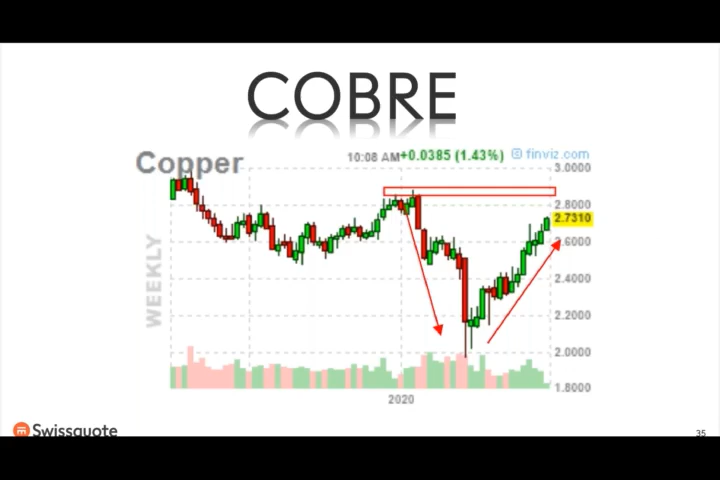 COBRE
Copper
10:08 AM +0.0385 (1.43%) finviz.com
WEEKLY
3.0000
2.8000
2.7310
2.6000
2.4000
2.2000
2.0000
1.8000
2020
Swissquote
35